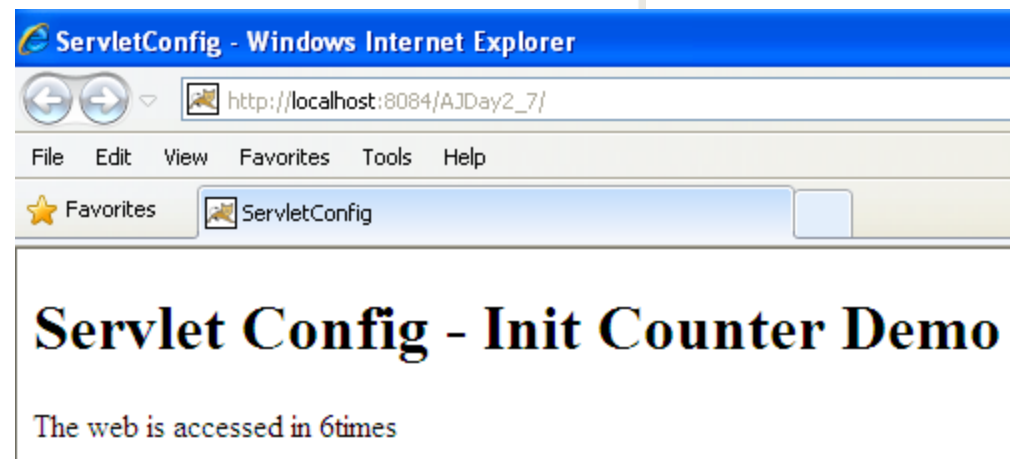 ServletConfig - Windows Internet Explorer
http://localhost:8084/AJDay2_7/
File Edit View Favorites Tools Help
Favorites ServletConfig
Servlet Config - Init Counter Demo
The web is accessed in 6times